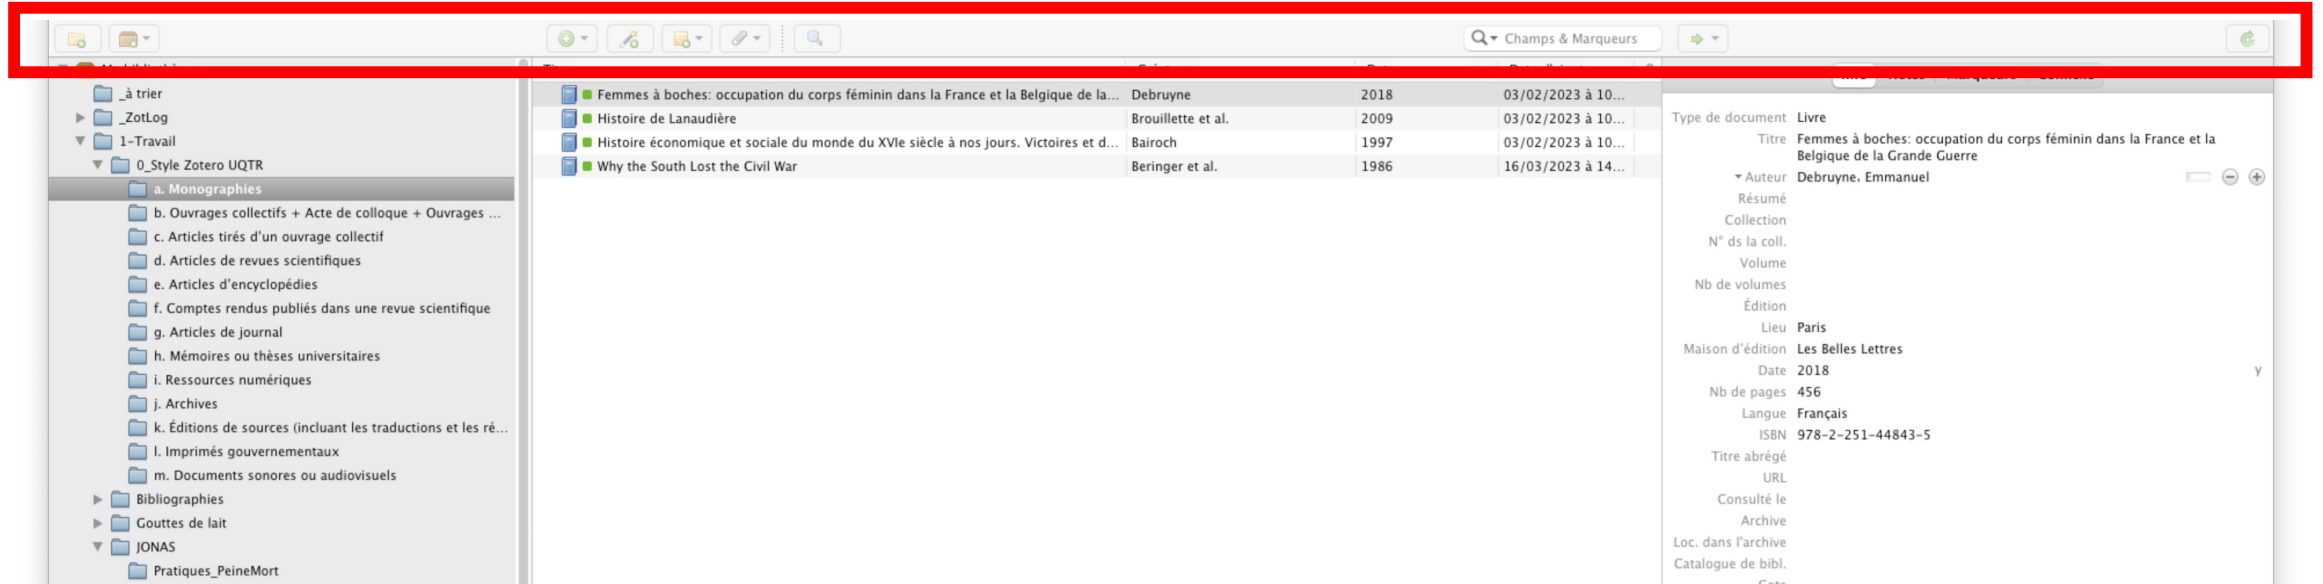 Champs & Marqueurs
_à trier
_ZotLog
1-Travail
0_Style Zotero UQTR
a. Monographies
b. Ouvrages collectifs + Acte de colloque + Ouvrages ...
c. Articles tirés d'un ouvrage collectif
d. Articles de revues scientifiques
e. Articles d'encyclopédies
f. Comptes rendus publiés dans une revue scientifique
g. Articles de journal
h. Mémoires ou thèses universitaires
i. Ressources numériques
j. Archives
k. Éditions de sources (incluant les traductions et les ré...
l. Imprimés gouvernementaux
m. Documents sonores ou audiovisuels
Bibliographies
Gouttes de lait
JONAS
Pratiques_PeineMort
Femmes à boches: occupation du corps féminin dans la France et la Belgique de la... Debruyne 2018 03/02/2023 à 10...
Histoire de Lanaudière Brouillette et al. 2009 03/02/2023 à 10...
Histoire économique et sociale du monde du XVIe siècle à nos jours. Victoires et d... Bairoch 1997 03/02/2023 à 10...
Why the South Lost the Civil War Beringer et al. 1986 16/03/2023 à 14...
Type de document Livre
Titre Femmes à boches: occupation du corps féminin dans la France et la
Belgique de la Grande Guerre
Auteur Debruyne, Emmanuel
Résumé
Collection
N° ds la coll.
Volume
Nb de volumes
Édition
Lieu Paris
Maison d'édition Les Belles Lettres
Date 2018 y
Nb de pages 456
Langue Français
ISBN 978-2-251-44843-5
Titre abrégé
URL
Consulté le
Archive
Loc. dans l'archive
Catalogue de bibl.